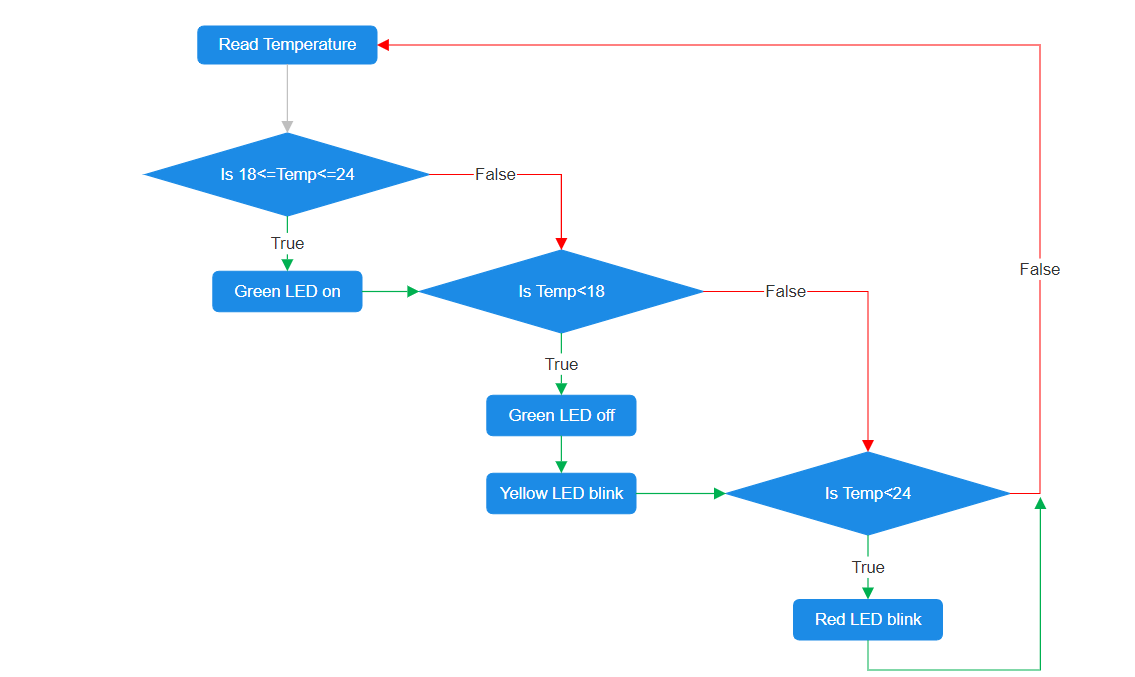 Read Temperature
Is 18<=Temp<=24
False
True
Green LED on
Is Temp<18
False
False
True
Green LED off
Yellow LED blink
Is Temp<24
True
Red LED blink